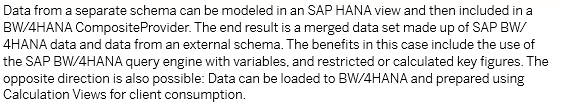 Data from a separate schema can be modeled in an SAP HANA view and then included in a
BW/4HANA CompositeProvider. The end result is a merged data set made up of SAP BW/
4HANA data and data from an external schema. The benefits in this case include the use of
the SAP BW/4HANA query engine with variables, and restricted or calculated key figures. The
opposite direction is also possible: Data can be loaded to BW/4HANA and prepared using
Calculation Views for client consumption.